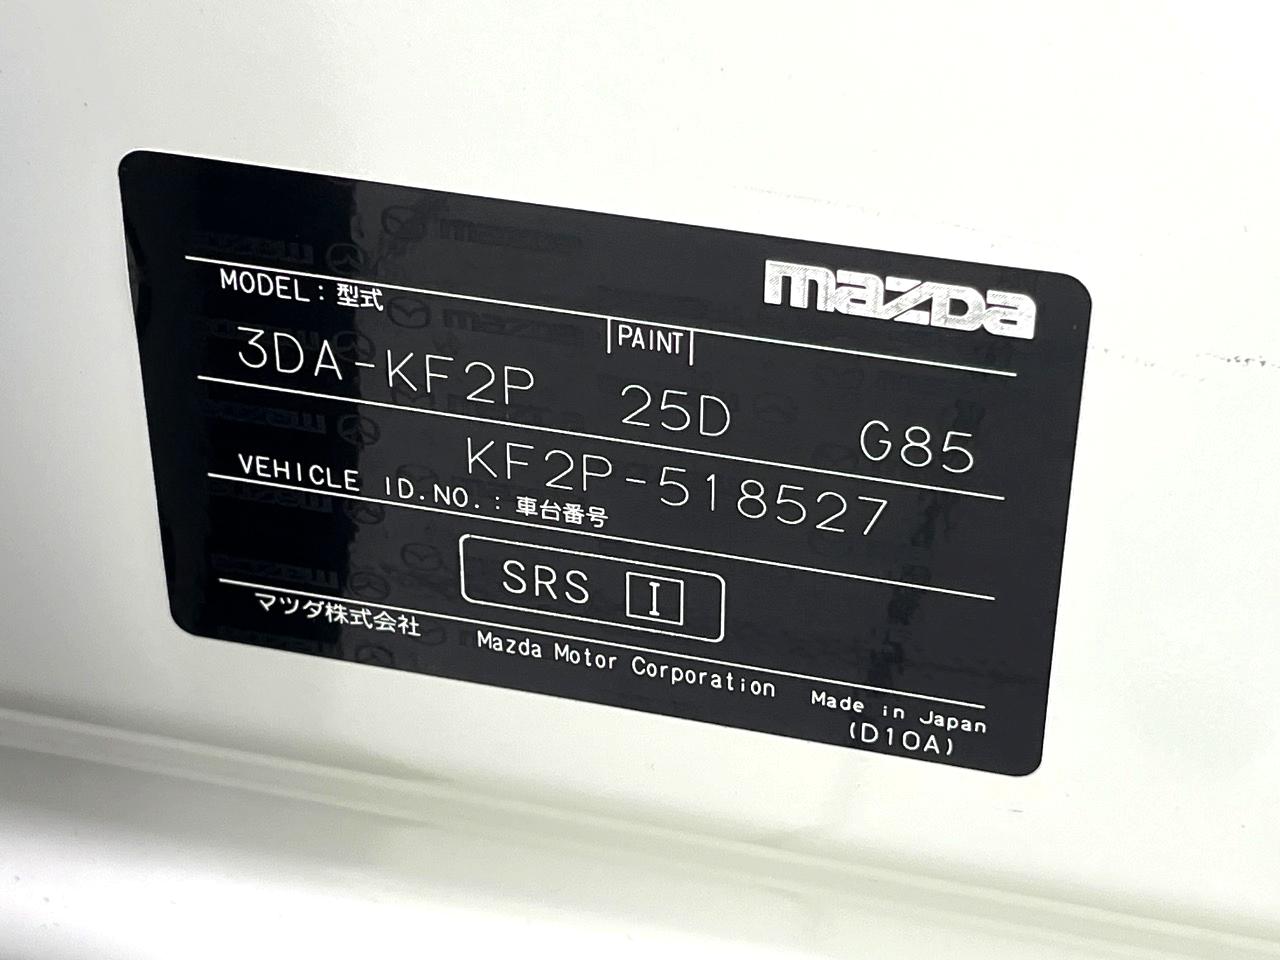 mazda
MODEL:型式
PAINT
3DA-KF2P 25D G85
KF2P-518527
VEHICLE ID.NO.:車台番号
SRS I
マツダ株式会社 Mazda Motor Corporation Made in Japan
(D10A)